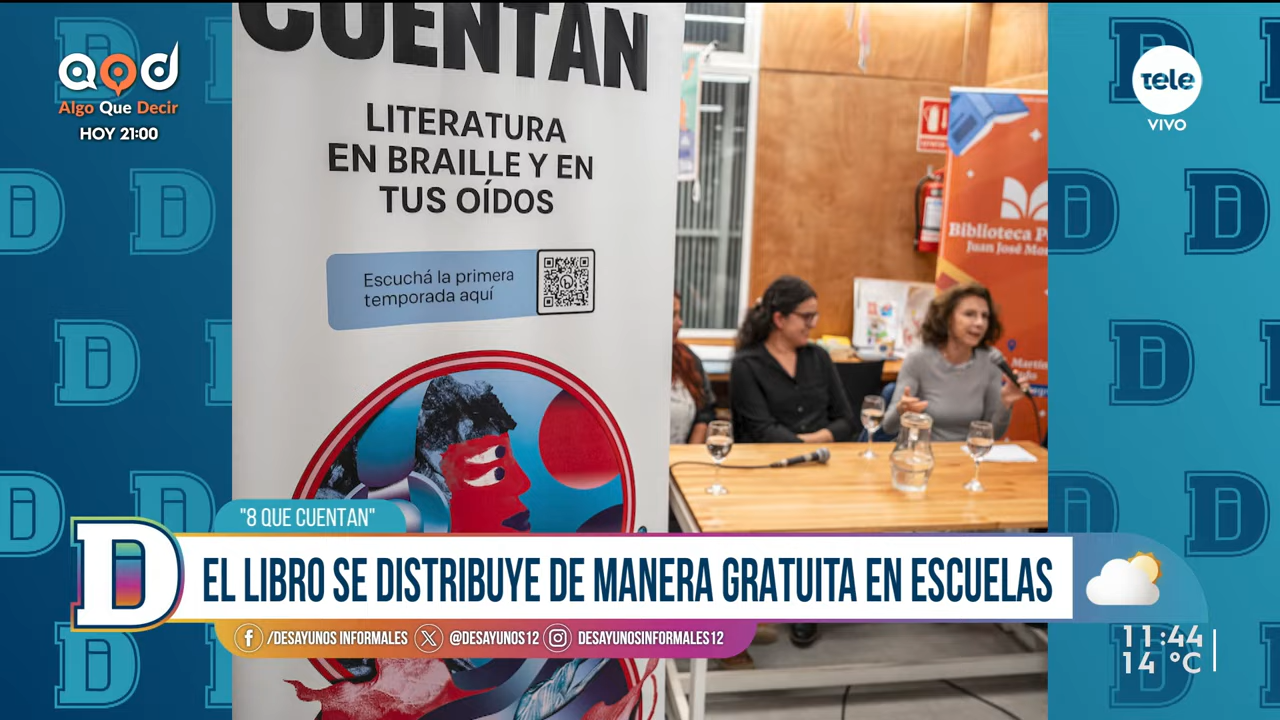 CUENTAN
LITERATURA
EN BRAILLE Y EN
TUS OÍDOS
Escuchá la primera
temporada aquí
aqd
Algo Que Decir
HOY 21:00
tele
VIVO
Biblioteca
Juan José
"8 QUE CUENTAN"
D
EL LIBRO SE DISTRIBUYE DE MANERA GRATUITA EN ESCUELAS
/DESAYUNOS INFORMALES @DESAYUNOS12 DESAYUNOSINFORMALES12
11:44
14 °C